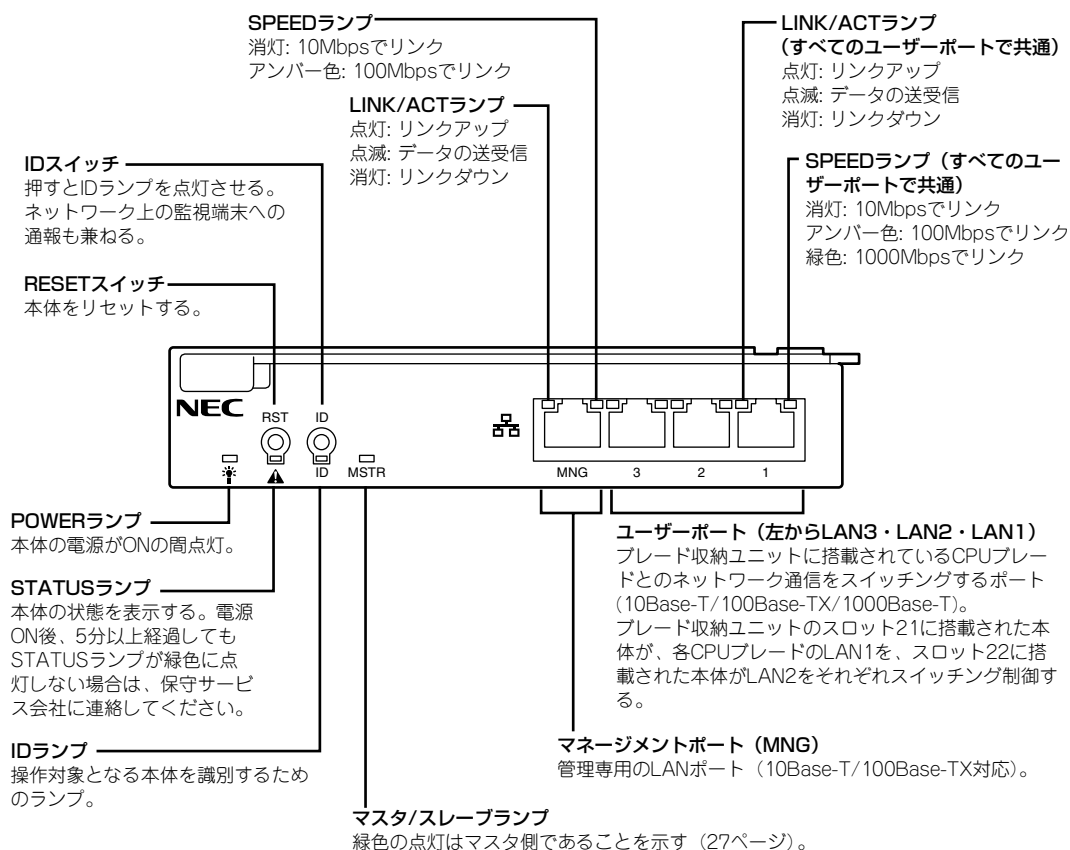 SPEEDランプ
消灯: 10Mbpsでリンク
アンバー色: 100Mbpsでリンク
LINK/ACTランプ
(すべてのユーザーポートで共通)
点灯: リンクアップ
点滅: データの送受信
消灯: リンクダウン
LINK/ACTランプ
点灯: リンクアップ
点滅: データの送受信
消灯: リンクダウン
SPEEDランプ(すべてのユー
ザーポートで共通)
消灯: 10Mbpsでリンク
アンバー色: 100Mbpsでリンク
緑色: 1000Mbpsでリンク
IDスイッチ
押すとIDランプを点灯させる。
ネットワーク上の監視端末への
通報も兼ねる。
RESETスイッチ
本体をリセットする。
NEC
RST
ID
ID
MSTR
MNG
3
2
1
POWERランプ
本体の電源がONの間点灯。
STATUSランプ
本体の状態を表示する。電源
ON後、5分以上経過しても
STATUSランプが緑色に点
灯しない場合は、保守サービ
ス会社に連絡してください。
IDランプ
操作対象となる本体を識別するため
のランプ。
ユーザーポート(左からLAN3・LAN2・LAN1)
ブレード収納ユニットに搭載されているCPUブレー
ドとのネットワーク通信をスイッチングするポート
(10Base-T/100Base-TX/1000Base-T)。
ブレード収納ユニットのスロット21に搭載された本
体が、各CPUブレードのLAN1を、スロット22に搭
載された本体がLAN2をそれぞれスイッチング制御す
る。
マネージメントポート(MNG)
管理専用のLANポート(10Base-T/100Base-TX対応)。
マスタ/スレーブランプ
緑色の点灯はマスタ側であることを示す(27ページ)。